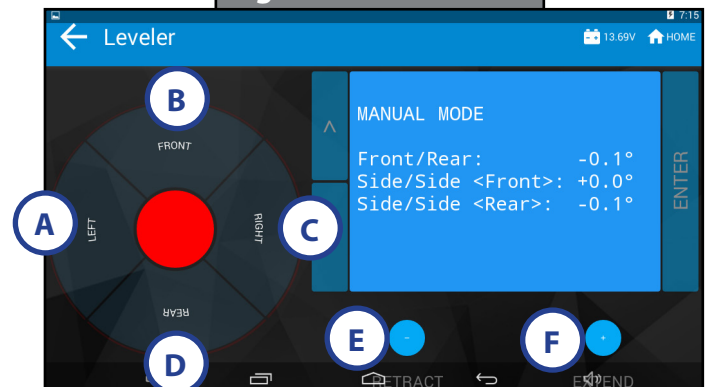 7:15
Leveler
13.69V HOME
B
FRONT
MANUAL MODE
Front/Rear: -0.1°
Side/Side <Front>: +0.0°
Side/Side <Rear>: -0.1°
ENTER
A
LEFT
RIGHT
C
REAR
D
E
-
F
+
RETRACT